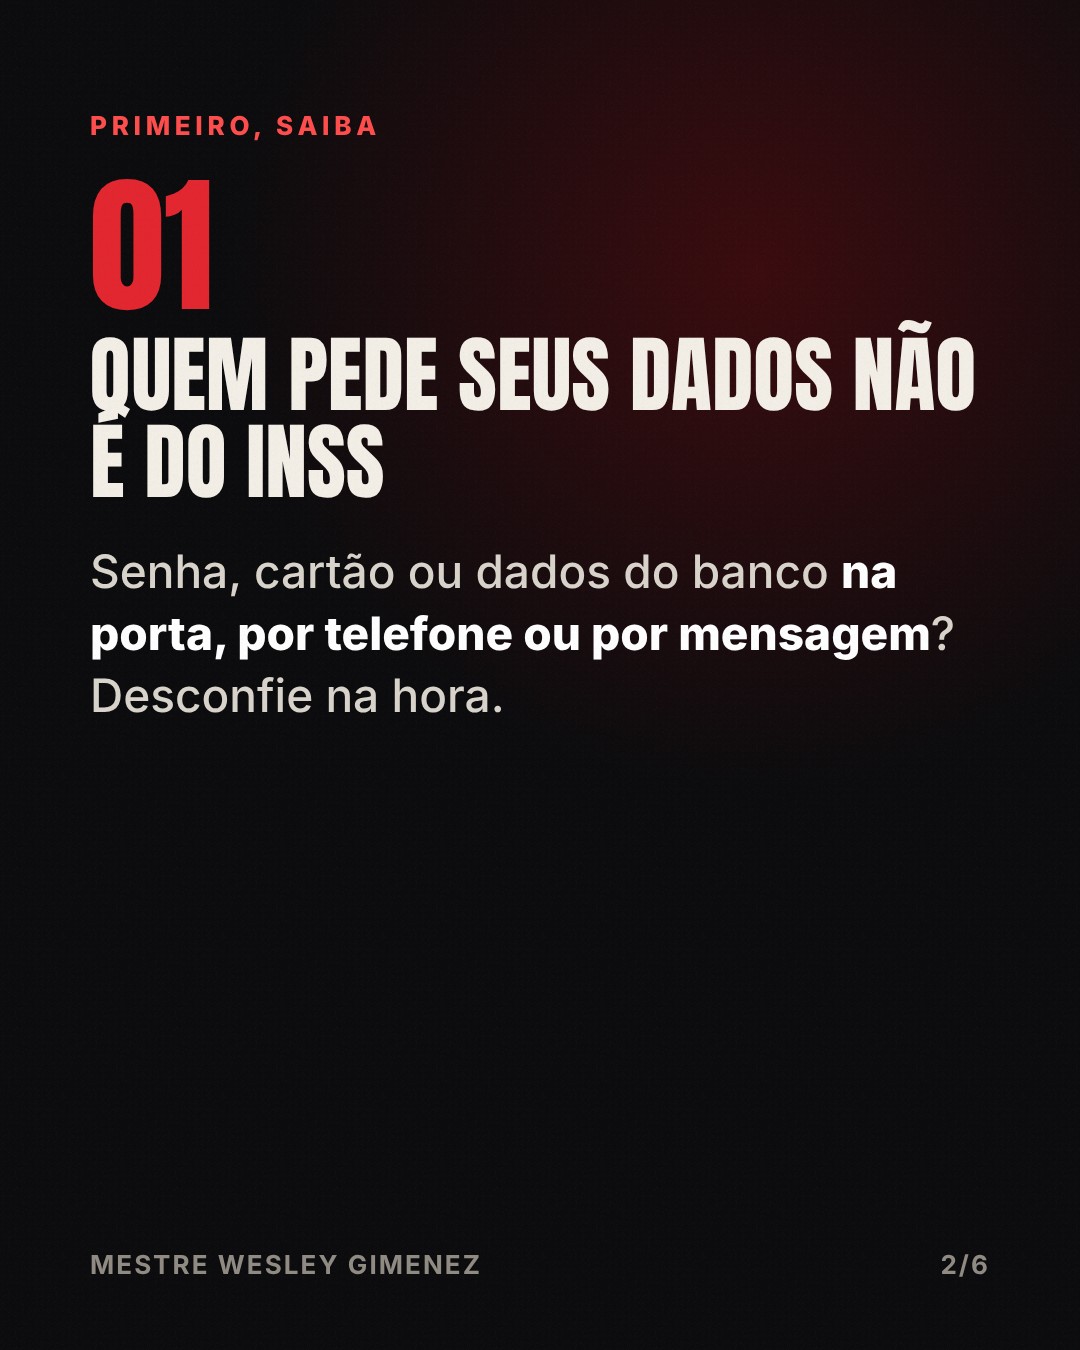 PRIMEIRO, SAIBA
01
QUEM PEDE SEUS DADOS NÃO
É DO INSS
Senha, cartão ou dados do banco na
porta, por telefone ou por mensagem?
Desconfie na hora.
MESTRE WESLEY GIMENEZ
2/6